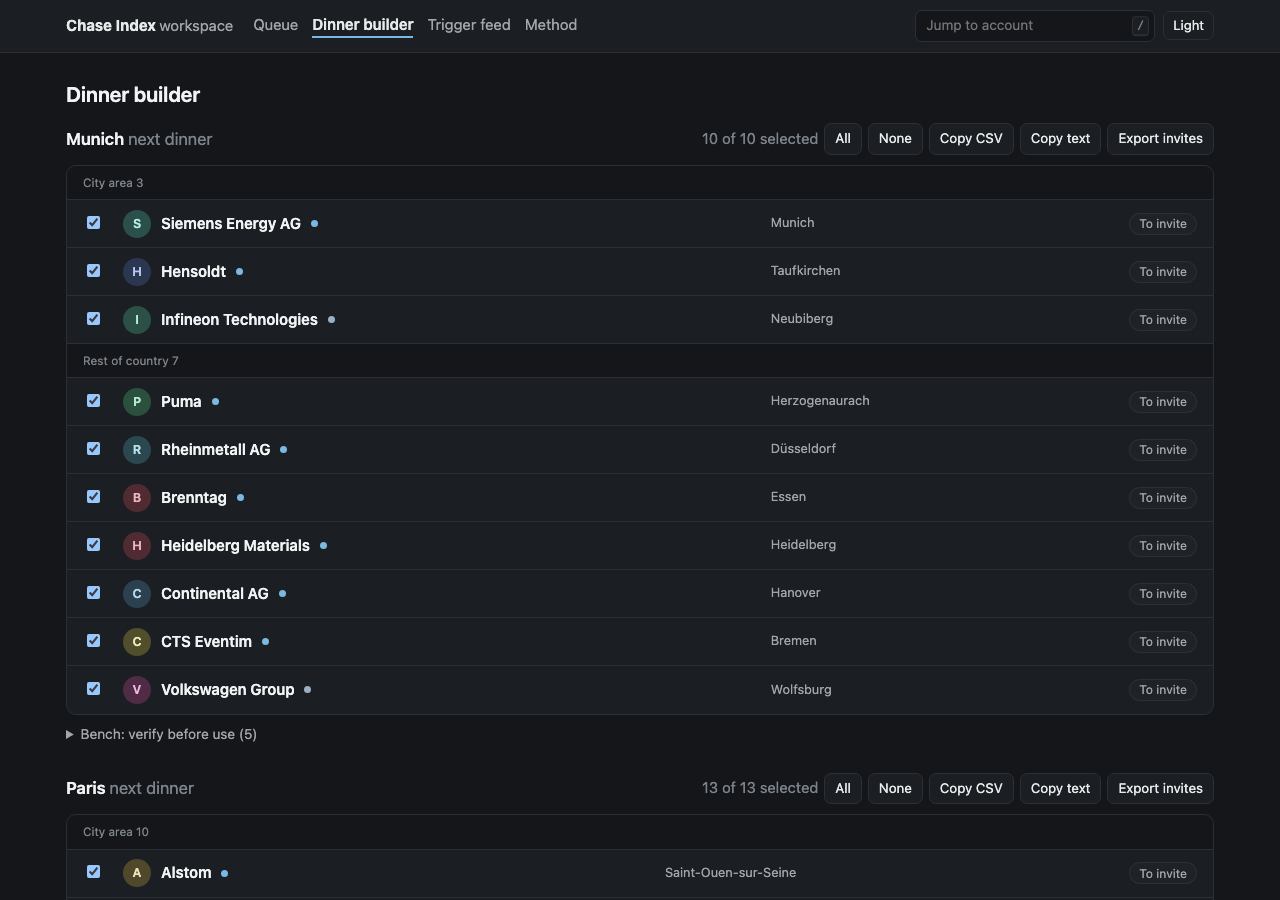 Chase Index workspace Queue Dinner builder Trigger feed Method Jump to account / Light
Dinner builder
Munich next dinner 10 of 10 selected All None Copy CSV Copy text Export invites
City area 3
S Siemens Energy AG Munich To invite
H Hensoldt Taufkirchen To invite
I Infineon Technologies Neubiberg To invite
Rest of country 7
P Puma Herzogenaurach To invite
R Rheinmetall AG Düsseldorf To invite
B Brenntag Essen To invite
H Heidelberg Materials Heidelberg To invite
C Continental AG Hanover To invite
C CTS Eventim Bremen To invite
V Volkswagen Group Wolfsburg To invite
Bench: verify before use (5)
Paris next dinner 13 of 13 selected All None Copy CSV Copy text Export invites
City area 10
A Alstom Saint-Ouen-sur-Seine To invite